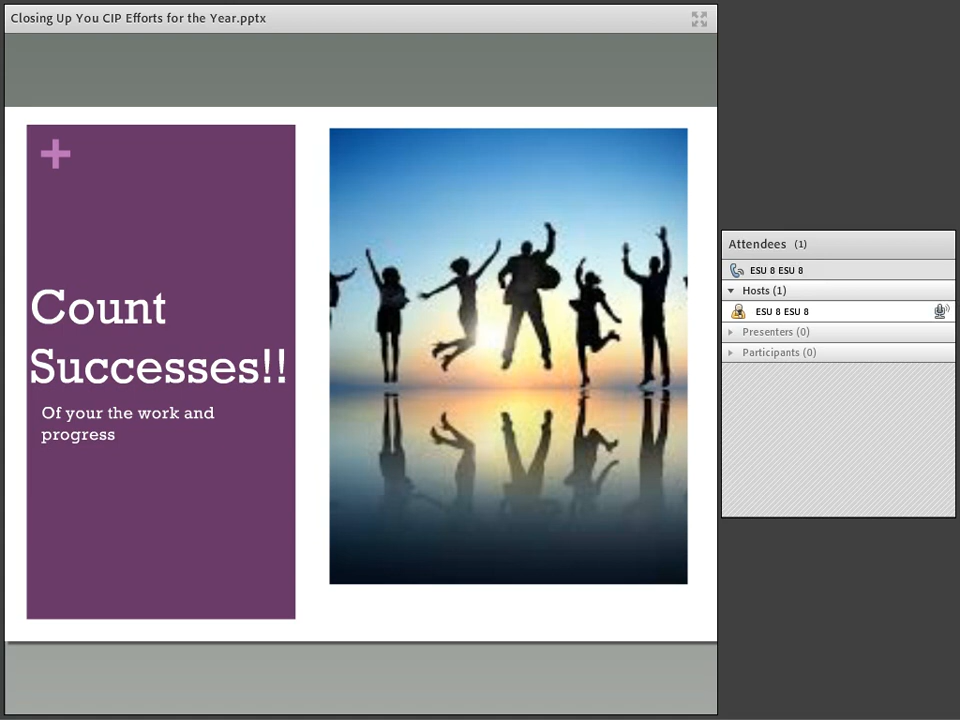 Closing Up You CIP Efforts for the Year.pptx
+
Count
Successes!!
Of your the work and
progress
Attendees (1)
ESU 8 ESU 8
Hosts (1)
ESU 8 ESU 8
Presenters (0)
Participants (0)